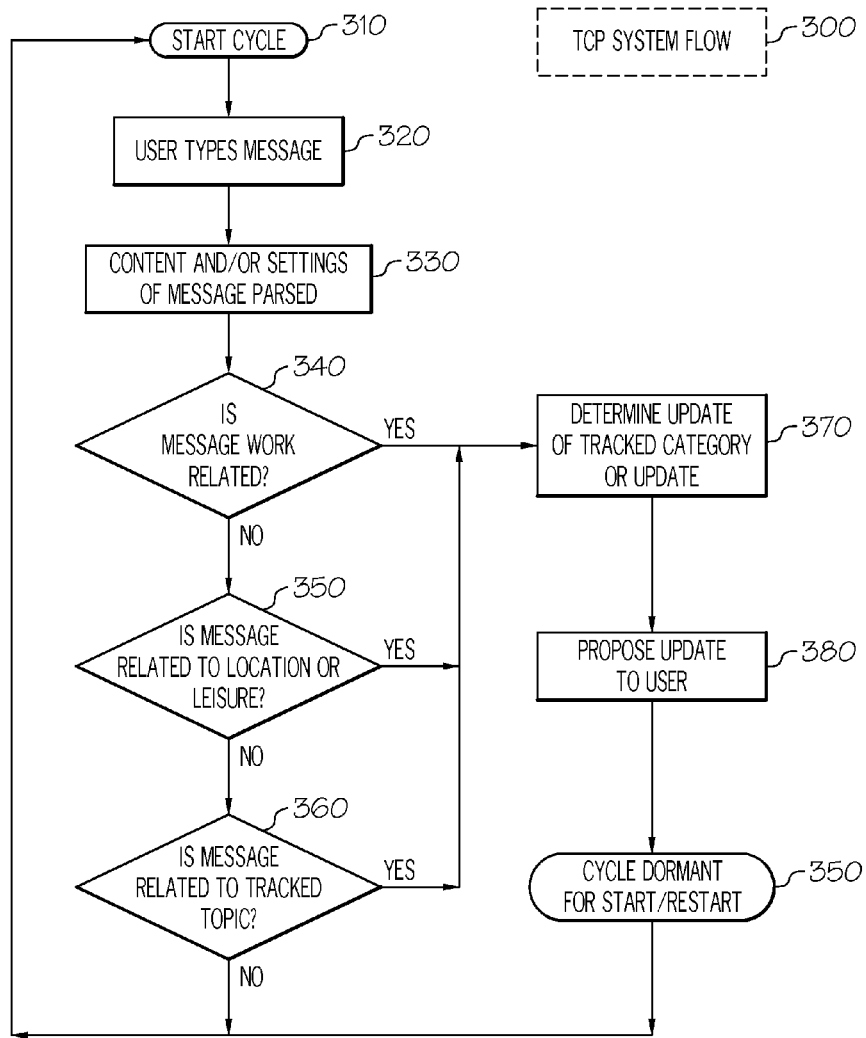 START CYCLE
310
TCP SYSTEM FLOW
300
USER TYPES MESSAGE
320
CONTENT AND/OR SETTINGS
OF MESSAGE PARSED
330
340
IS
MESSAGE WORK
RELATED?
YES
NO
DETERMINE UPDATE
OF TRACKED CATEGORY
OR UPDATE
370
350
IS MESSAGE
RELATED TO LOCATION OR
LEISURE?
YES
NO
PROPOSE UPDATE
TO USER
380
360
IS MESSAGE
RELATED TO TRACKED
TOPIC?
YES
NO
CYCLE DORMANT
FOR START/RESTART
350